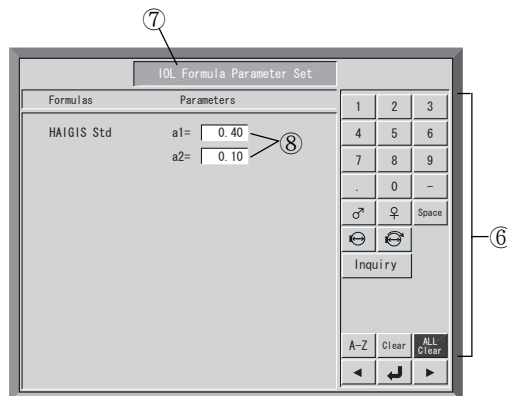 ⑦
IOL Formula Parameter Set
Formulas Parameters
HAIGIS Std a1= 0.40
a2= 0.10
⑧
1 2 3
4 5 6
7 8 9
. 0 −
♂ ♀ Space
Inquiry
A−Z Clear ALL Clear
◀ ↵ ▶
⑥